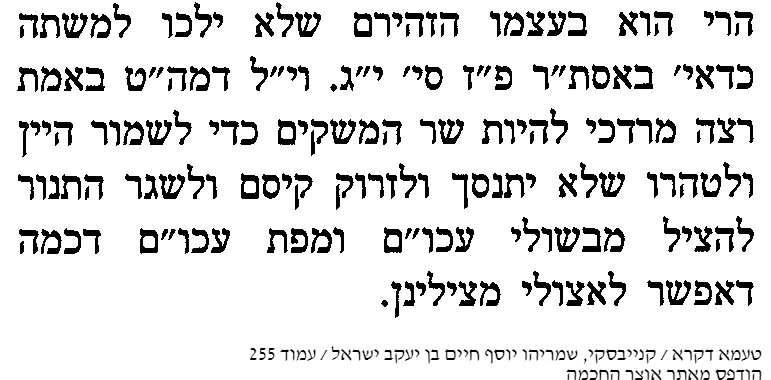 הרי הוא בעצמו הזהירם שלא ילכו למשתה
כדאי׳ באסת״ר פ״ז סי׳ י״ג. וי״ל דמה״ט באמת
רצה מרדכי להיות שר המשקים כדי לשמור היין
ולטהרו שלא יתנסך ולזרוק קיסם ולשגר התנור
להציל מבשולי עכו״ם ומפת עכו״ם דכמה
דאפשר לאצולי מצילינן.
טעמא דקרא / קנייבסקי, שמריהו יוסף חיים בן יעקב ישראל / עמוד 255
הודפס מאתר אוצר החכמה